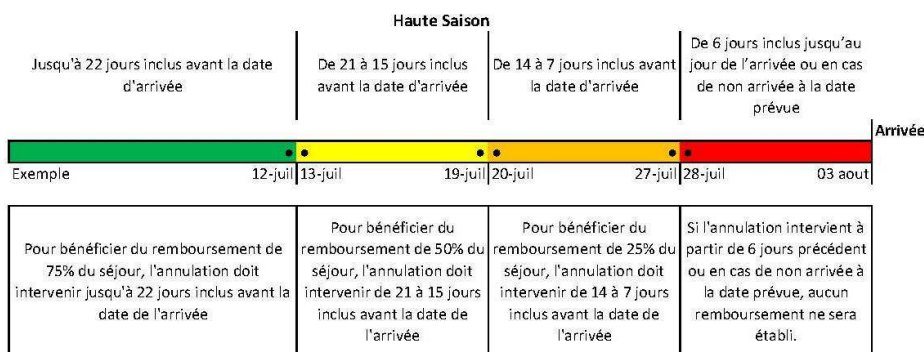 Haute Saison
Jusqu'à 22 jours inclus avant la date
d'arrivée
De 21 à 15 jours inclus
avant la date d'arrivée
De 14 à 7 jours inclus avant
la date d'arrivée
De 6 jours inclus jusqu'au
jour de l'arrivée ou en cas
de non arrivée à la date
prévue
Arrivée
Exemple 12-juil 13-juil 19-juil 20-juil 27-juil 28-juil 03 aout
Pour bénéficier du remboursement de
75% du séjour, l'annulation doit
intervenir jusqu'à 22 jours inclus avant la
date de l'arrivée
Pour bénéficier du
remboursement de 50% du
séjour, l'annulation doit
intervenir de 21 à 15 jours
inclus avant la date de
l'arrivée
Pour bénéficier du
remboursement de 25% du
séjour, l'annulation doit
intervenir de 14 à 7 jours
inclus avant la date de
l'arrivée
Si l'annulation intervient à
partir de 6 jours précédent
ou en cas de non arrivée à
la date prévue, aucun
remboursement ne sera
établi.